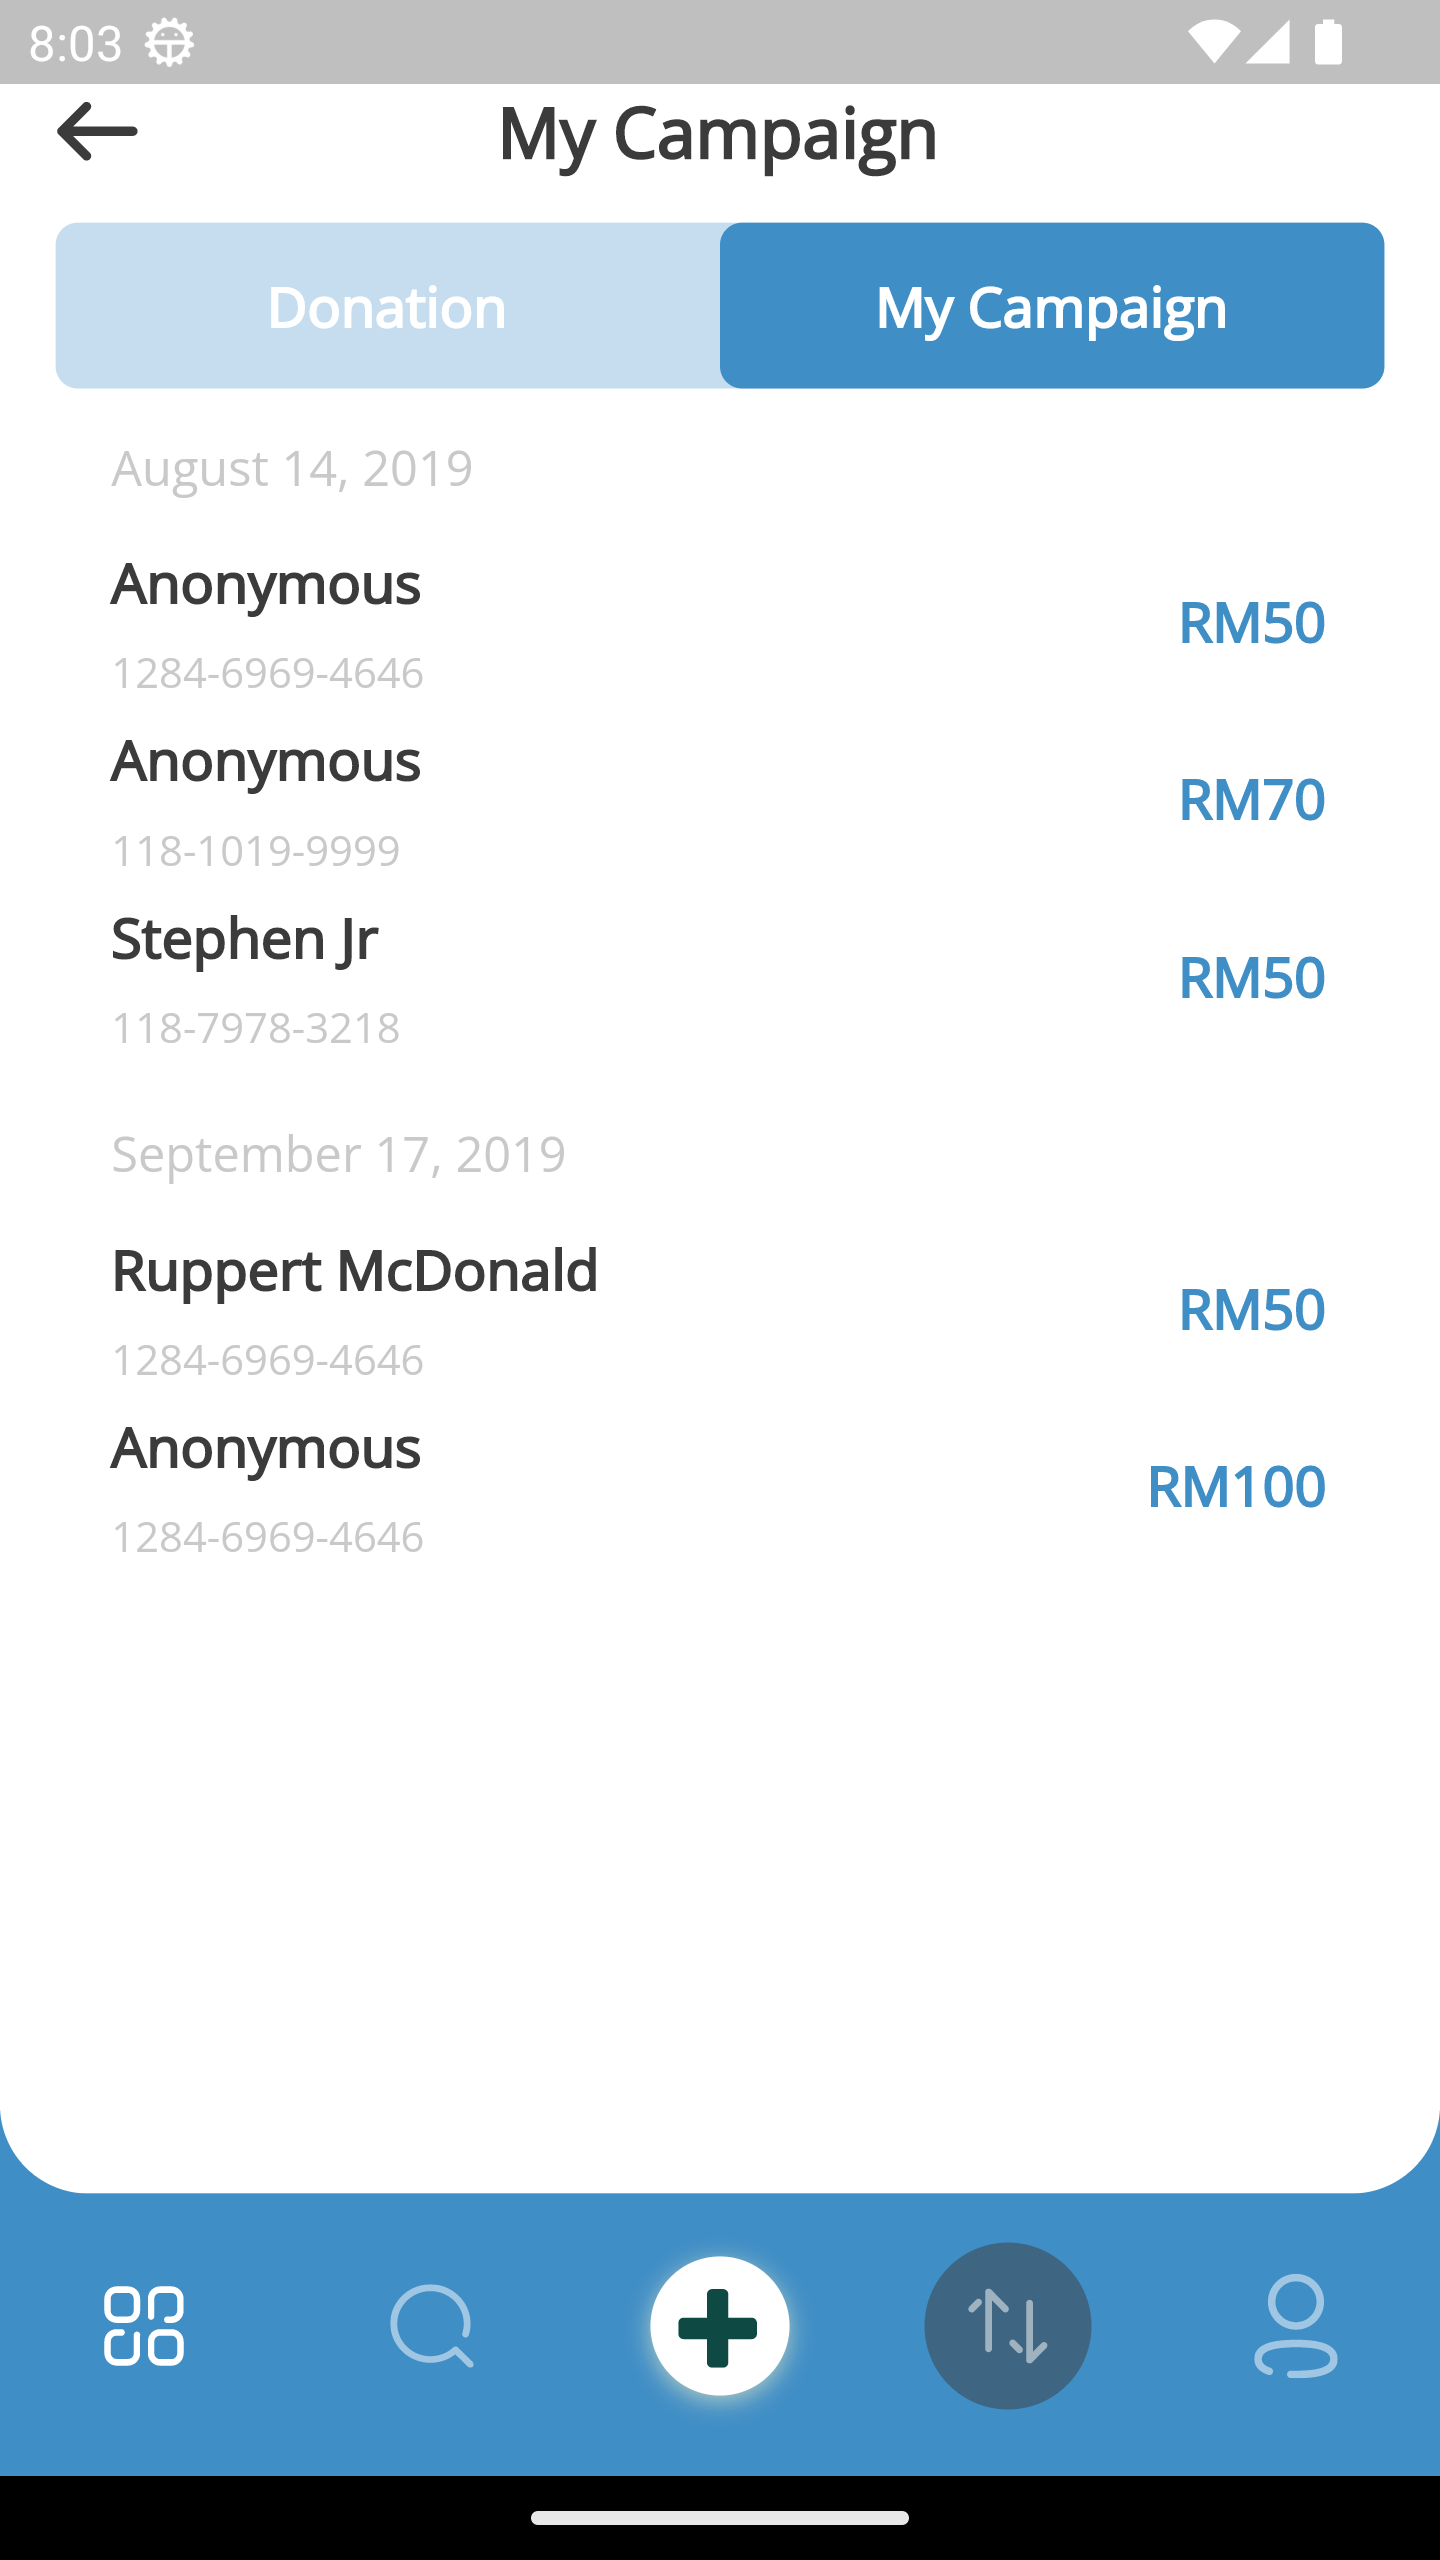 8:03
My Campaign
Donation
My Campaign
August 14, 2019
Anonymous
RM50
1284-6969-4646
Anonymous
RM70
118-1019-9999
Stephen Jr
RM50
118-7978-3218
September 17, 2019
Ruppert McDonald
RM50
1284-6969-4646
Anonymous
RM100
1284-6969-4646